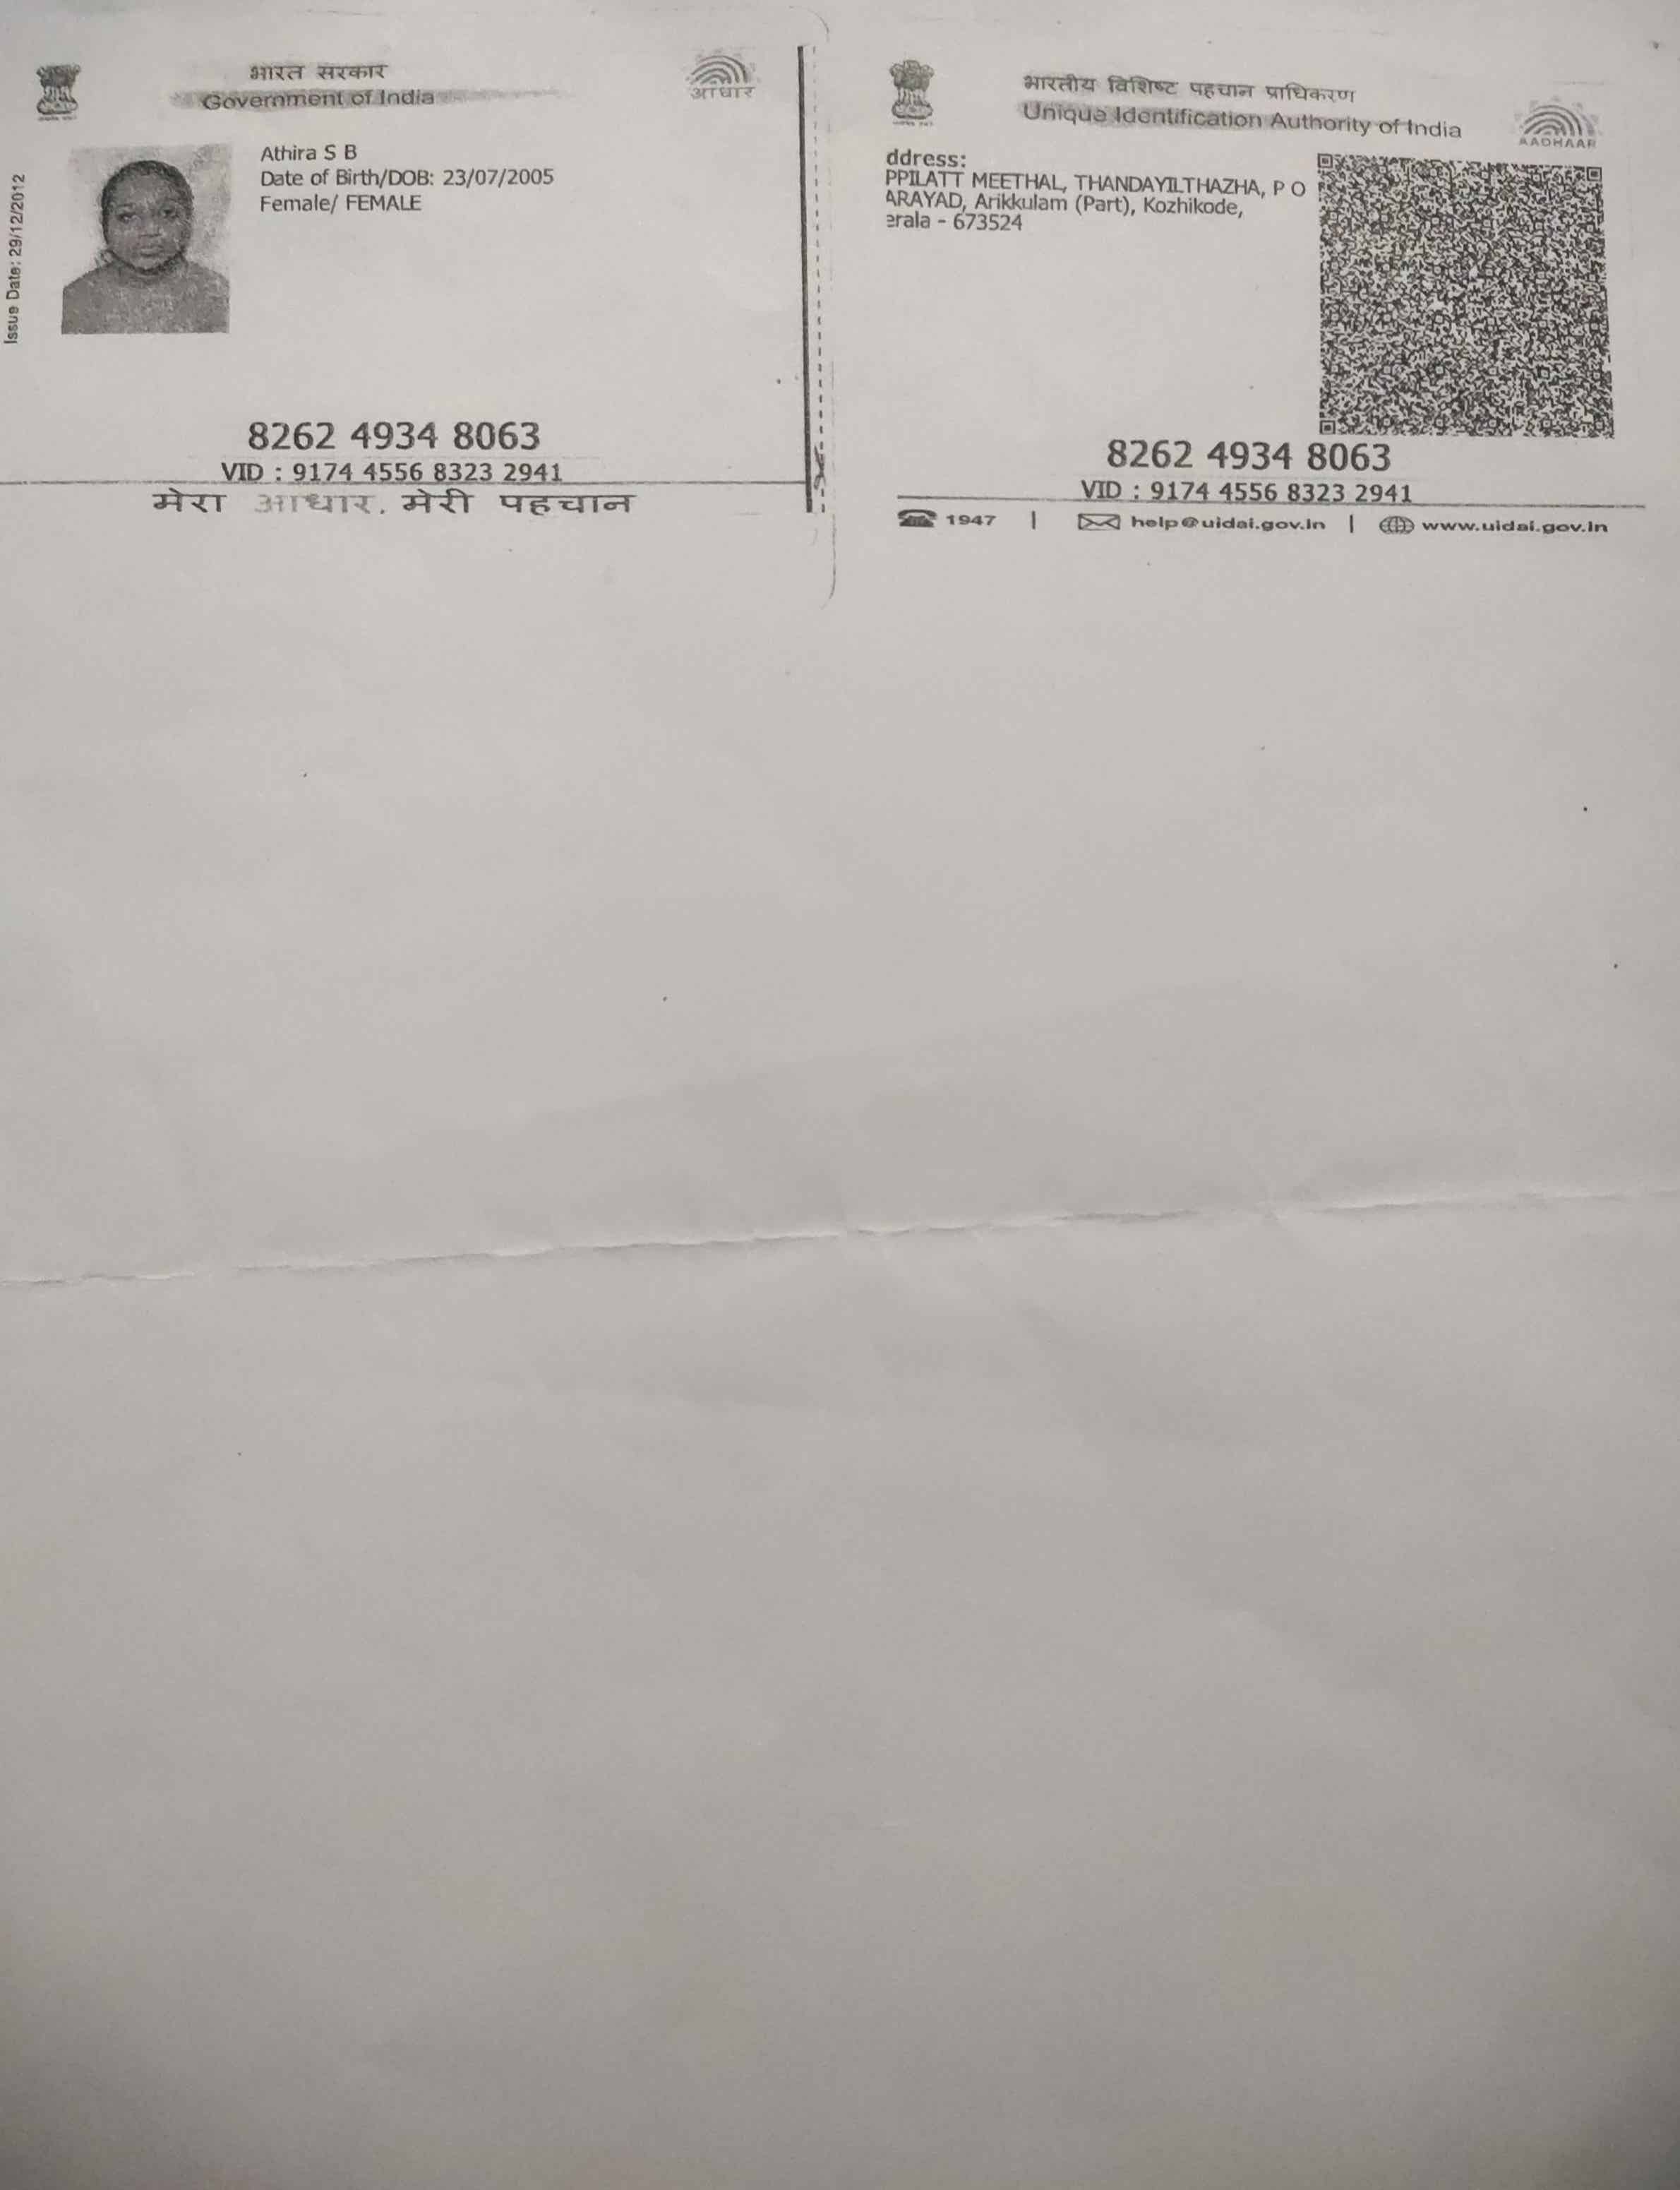 भारत सरकार
Government of India
आधार
Issue Date: 29/12/2012
Athira S B
Date of Birth/DOB: 23/07/2005
Female/ FEMALE
8262 4934 8063
VID : 9174 4556 8323 2941
मेरा आधार, मेरी पहचान
भारतीय विशिष्ट पहचान प्राधिकरण
Unique Identification Authority of India
AADHAAR
ddress:
PPILATT MEETHAL, THANDAYILTHAZHA, P O
ARAYAD, Arikkulam (Part), Kozhikode,
erala - 673524
8262 4934 8063
VID : 9174 4556 8323 2941
1947 | help@uidai.gov.in | www.uidai.gov.in